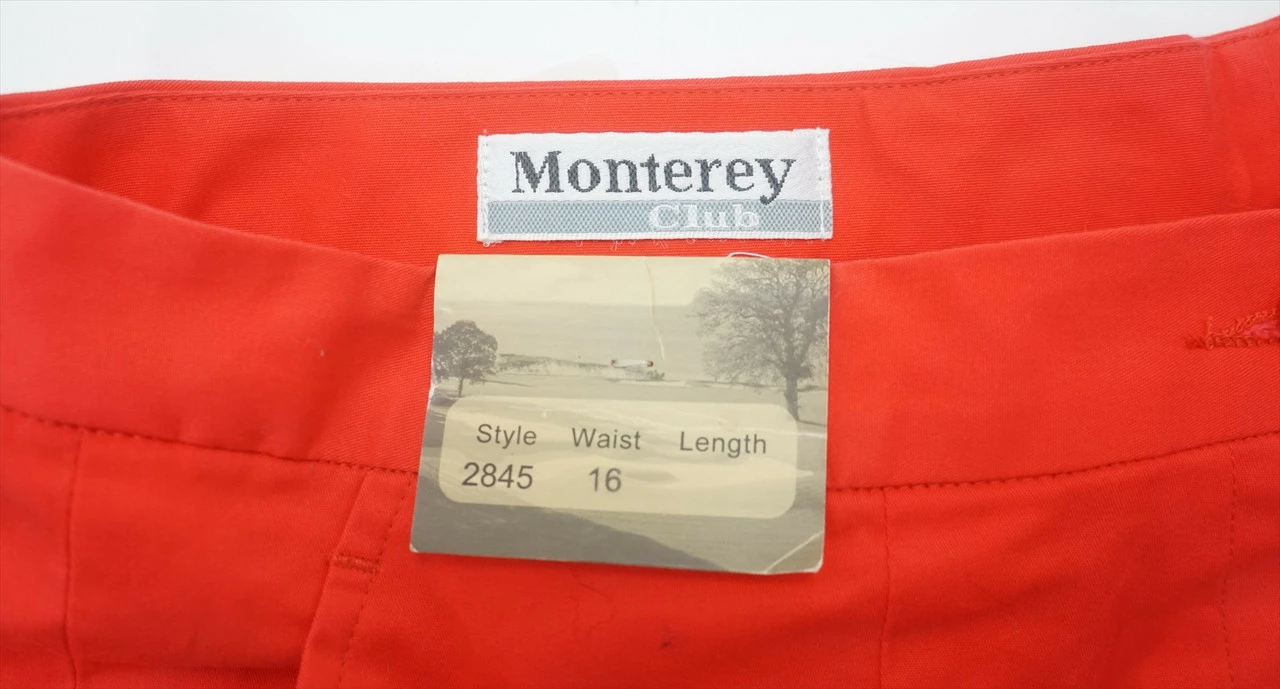 Monterey
Club
Style Waist Length
2845 16